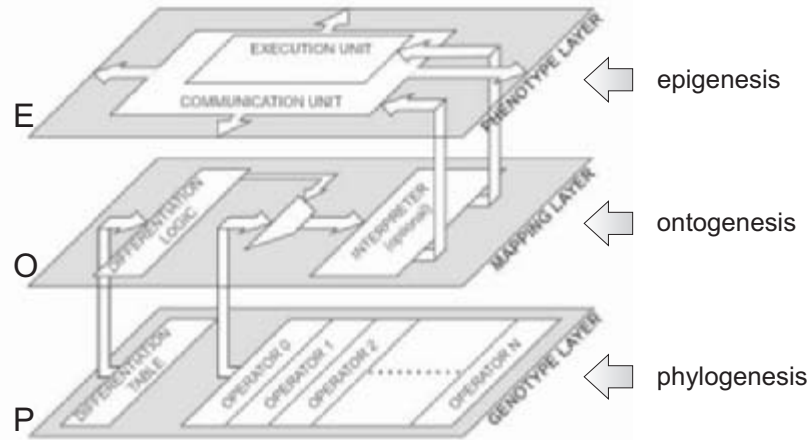 EXECUTION UNIT
COMMUNICATION UNIT
PHENOTYPE LAYER
E
epigenesis
DIFFERENTIATION
LOGIC
INTERPRETER
(optional)
MAPPING LAYER
O
ontogenesis
DIFFERENTIATION
TABLE
OPERATOR 0
OPERATOR 1
OPERATOR 2
OPERATOR N
GENOTYPE LAYER
P
phylogenesis